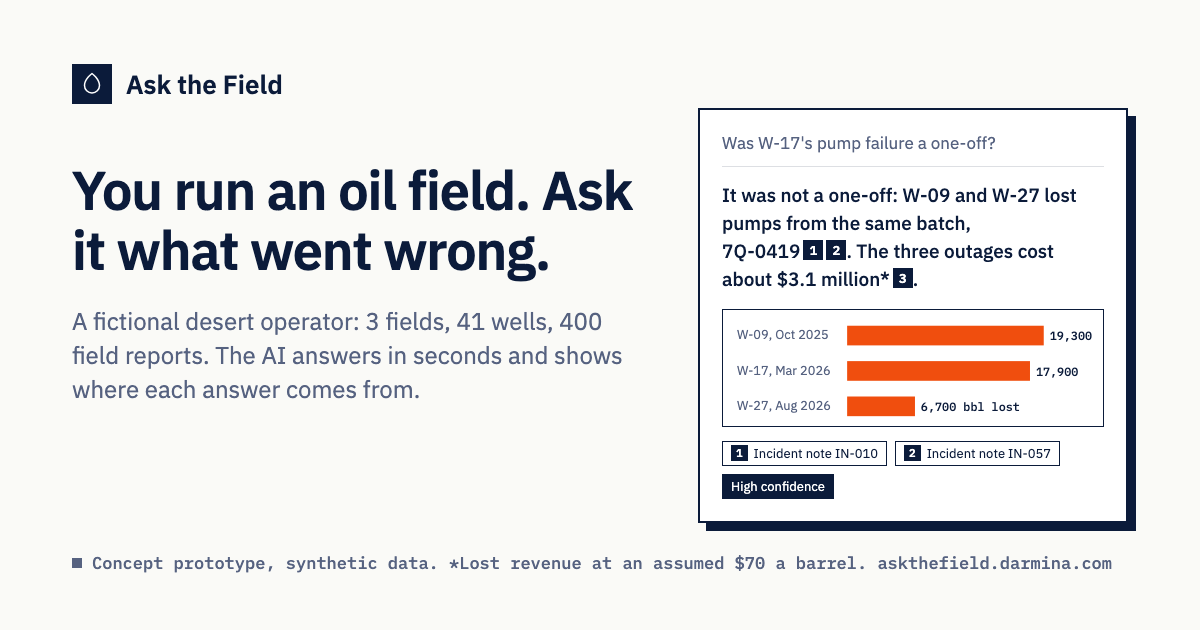 Ask the Field
You run an oil field. Ask
it what went wrong.
A fictional desert operator: 3 fields, 41 wells, 400
field reports. The AI answers in seconds and shows
where each answer comes from.
Was W-17's pump failure a one-off?
It was not a one-off: W-09 and W-27 lost
pumps from the same batch,
7Q-0419 1 2. The three outages cost
about $3.1 million* 3.
W-09, Oct 2025 19,300
W-17, Mar 2026 17,900
W-27, Aug 2026 6,700 bbl lost
1 Incident note IN-010 2 Incident note IN-057
High confidence
Concept prototype, synthetic data. *Lost revenue at an assumed $70 a barrel. askthefield.darmina.com